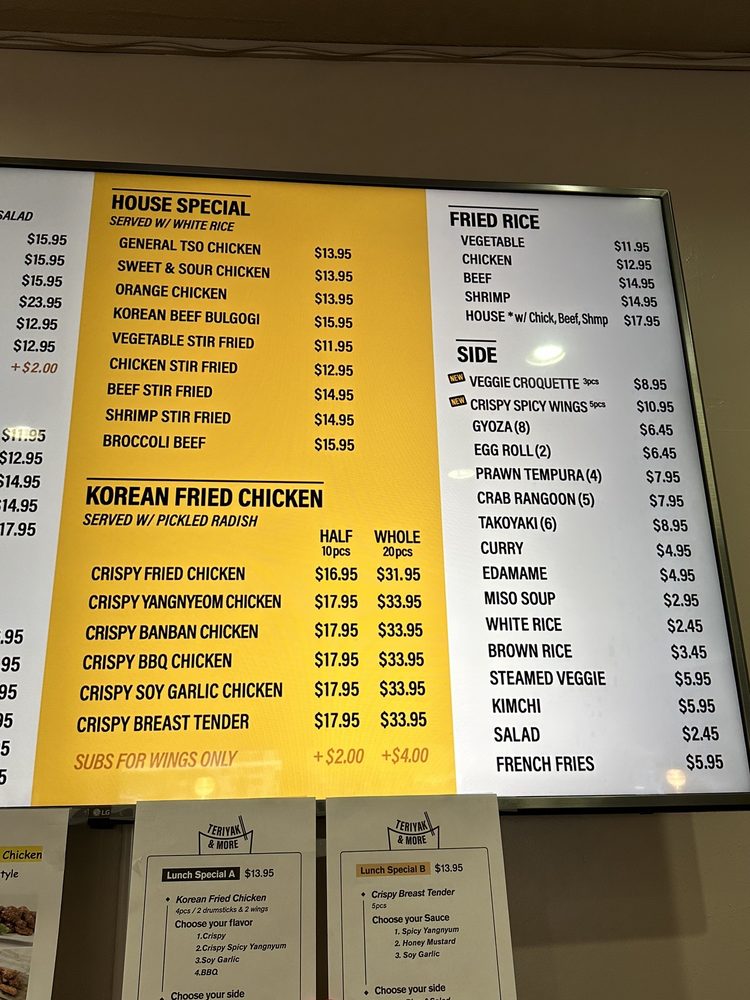 SALAD
$15.95
$15.95
$15.95
$23.95
$12.95
$12.95
+$2.00
$11.95
$12.95
$14.95
14.95
17.95
.95
95
95
95
5
5
HOUSE SPECIAL
SERVED W/ WHITE RICE
GENERAL TSO CHICKEN $13.95
SWEET & SOUR CHICKEN $13.95
ORANGE CHICKEN $13.95
KOREAN BEEF BULGOGI $15.95
VEGETABLE STIR FRIED $11.95
CHICKEN STIR FRIED $12.95
BEEF STIR FRIED $14.95
SHRIMP STIR FRIED $14.95
BROCCOLI BEEF $15.95
KOREAN FRIED CHICKEN
SERVED W/ PICKLED RADISH
HALF WHOLE
10pcs 20pcs
CRISPY FRIED CHICKEN $16.95 $31.95
CRISPY YANGNYEOM CHICKEN $17.95 $33.95
CRISPY BANBAN CHICKEN $17.95 $33.95
CRISPY BBQ CHICKEN $17.95 $33.95
CRISPY SOY GARLIC CHICKEN $17.95 $33.95
CRISPY BREAST TENDER $17.95 $33.95
SUBS FOR WINGS ONLY +$2.00 +$4.00
FRIED RICE
VEGETABLE $11.95
CHICKEN $12.95
BEEF $14.95
SHRIMP $14.95
HOUSE *w/ Chick, Beef, Shmp $17.95
SIDE
NEW VEGGIE CROQUETTE 3pcs $8.95
NEW CRISPY SPICY WINGS 5pcs $10.95
GYOZA (8) $6.45
EGG ROLL (2) $6.45
PRAWN TEMPURA (4) $7.95
CRAB RANGOON (5) $7.95
TAKOYAKI (6) $8.95
CURRY $4.95
EDAMAME $4.95
MISO SOUP $2.95
WHITE RICE $2.45
BROWN RICE $3.45
STEAMED VEGGIE $5.95
KIMCHI $5.95
SALAD $2.45
FRENCH FRIES $5.95
LG
Chicken
tyle
TERIYAKI
& MORE
Lunch Special A $13.95
Korean Fried Chicken
4pcs / 2 drumsticks & 2 wings
Choose your flavor
1.Crispy
2.Crispy Spicy Yangnyum
3.Soy Garlic
4.BBQ
Choose your side
TERIYAKI
& MORE
Lunch Special B $13.95
Crispy Breast Tender
5pcs
Choose your Sauce
1. Spicy Yangnyum
2. Honey Mustard
3. Soy Garlic
Choose your side